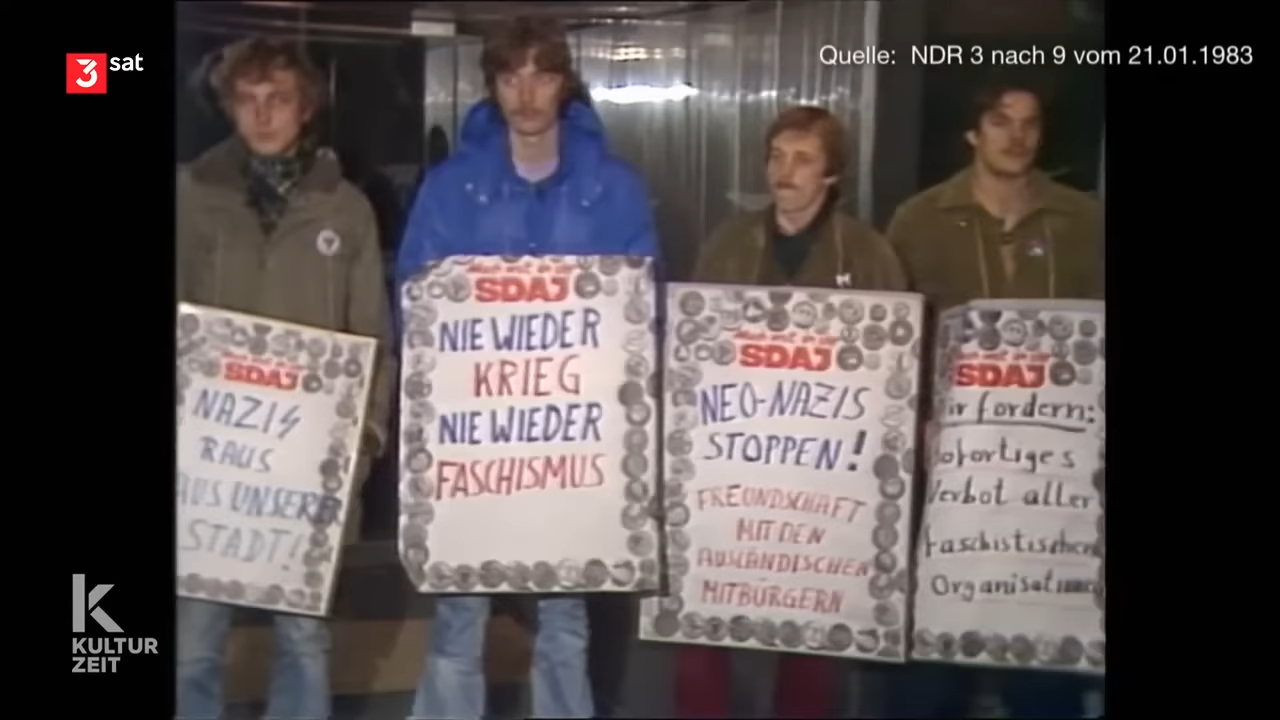 3sat
Quelle: NDR 3 nach 9 vom 21.01.1983
SDAJ
NAZIS
RAUS
AUS UNSERER
STADT!
SDAJ
NIE WIEDER
KRIEG
NIE WIEDER
FASCHISMUS
SDAJ
NEO-NAZIS
STOPPEN!
FREUNDSCHAFT
MIT DEN
AUSLÄNDISCHEN
MITBÜRGERN
SDAJ
ir fordern:
ofortiges
Verbot aller
faschistischen
Organisationen
K
KULTUR
ZEIT